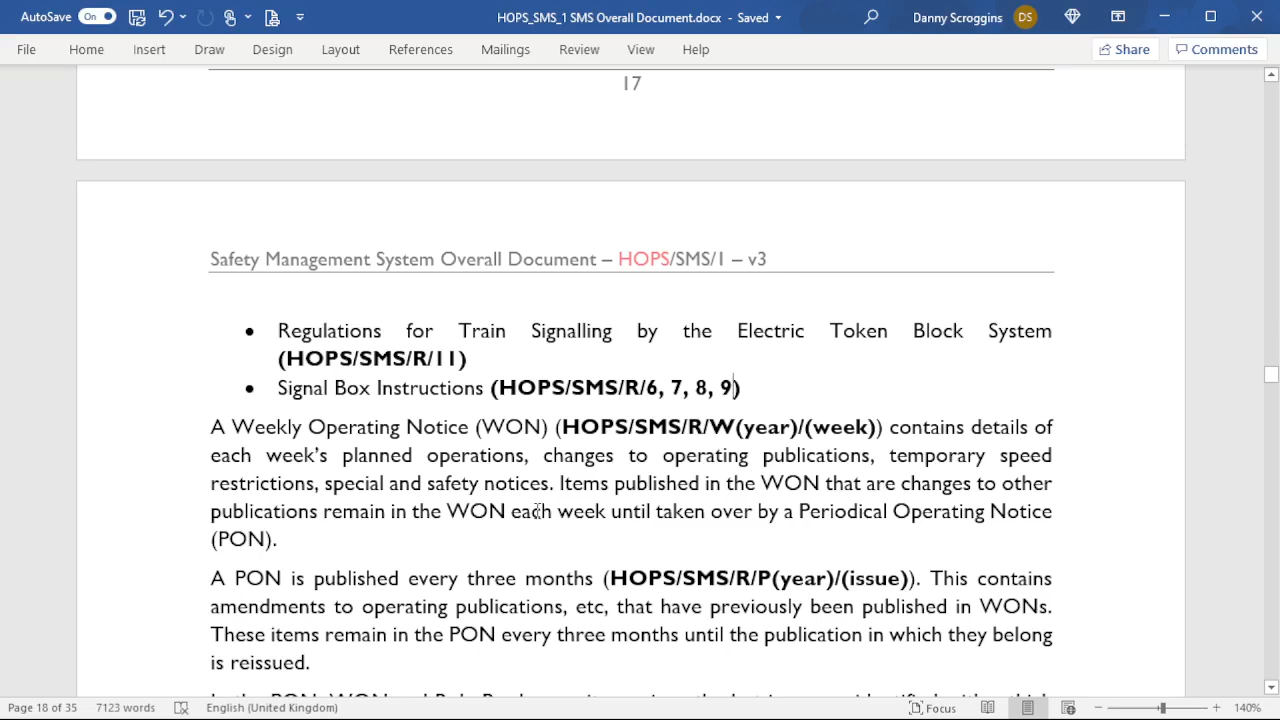 AutoSave On HOPS_SMS_1 SMS Overall Document.docx - Saved Danny Scroggins DS
File Home Insert Draw Design Layout References Mailings Review View Help Share Comments
17
Safety Management System Overall Document – HOPS/SMS/1 – v3
• Regulations for Train Signalling by the Electric Token Block System
(HOPS/SMS/R/11)
• Signal Box Instructions (HOPS/SMS/R/6, 7, 8, 9)
A Weekly Operating Notice (WON) (HOPS/SMS/R/W(year)/(week)) contains details of
each week's planned operations, changes to operating publications, temporary speed
restrictions, special and safety notices. Items published in the WON that are changes to other
publications remain in the WON each week until taken over by a Periodical Operating Notice
(PON).
A PON is published every three months (HOPS/SMS/R/P(year)/(issue)). This contains
amendments to operating publications, etc, that have previously been published in WONs.
These items remain in the PON every three months until the publication in which they belong
is reissued.
Page 18 of 35 7123 words English (United Kingdom) Focus 140%